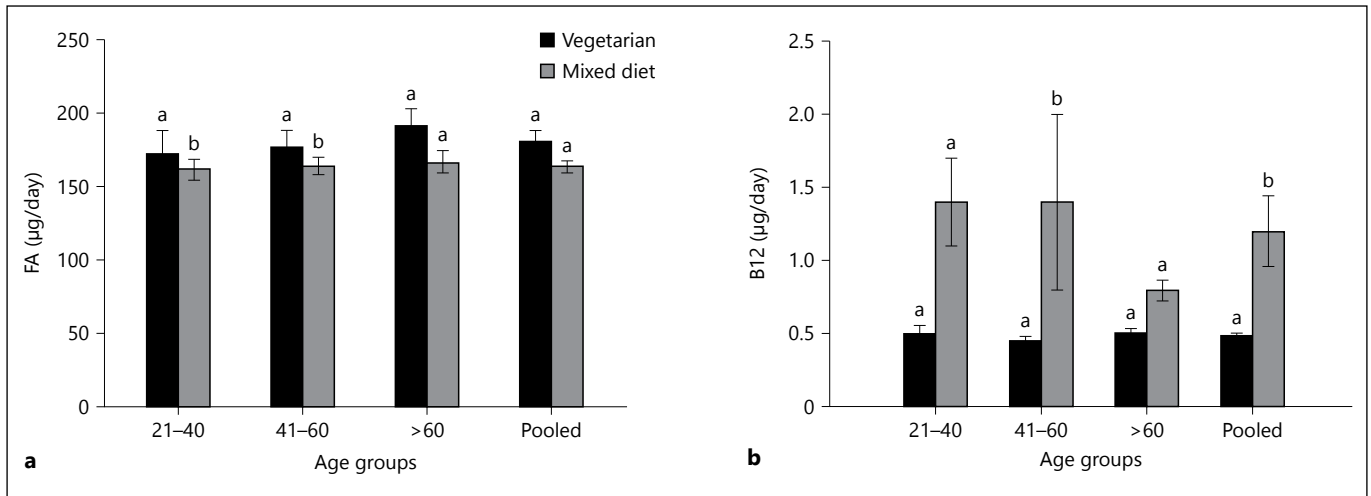 250
200
150
100
50
0
FA (µg/day)
Vegetarian
Mixed diet
a
b
a
b
a
a
a
a
21–40
41–60
>60
Pooled
Age groups
a
2.5
2.0
1.5
1.0
0.5
0
B12 (µg/day)
a
a
a
b
a
a
a
b
21–40
41–60
>60
Pooled
Age groups
b